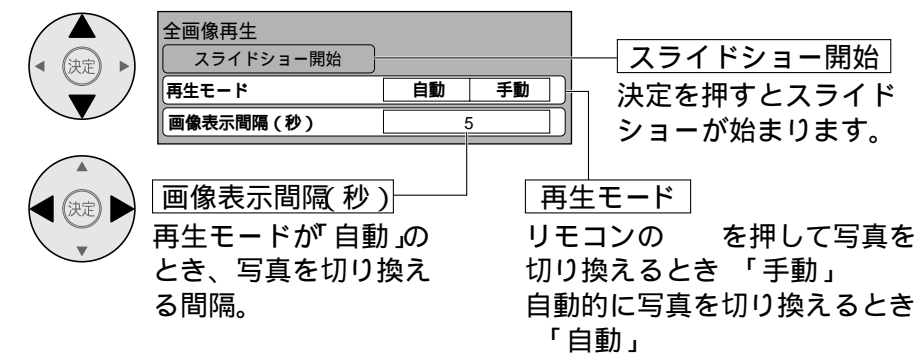 全画像再生
スライドショー開始
再生モード 自動 手動
画像表示間隔(秒) 5
決定
スライドショー開始
決定を押すとスライド
ショーが始まります。
決定
画像表示間隔(秒)
再生モードが「自動」の
とき、写真を切り換え
る間隔。
再生モード
リモコンの　　を押して写真を
切り換えるとき 「手動」
自動的に写真を切り換えるとき
「自動」